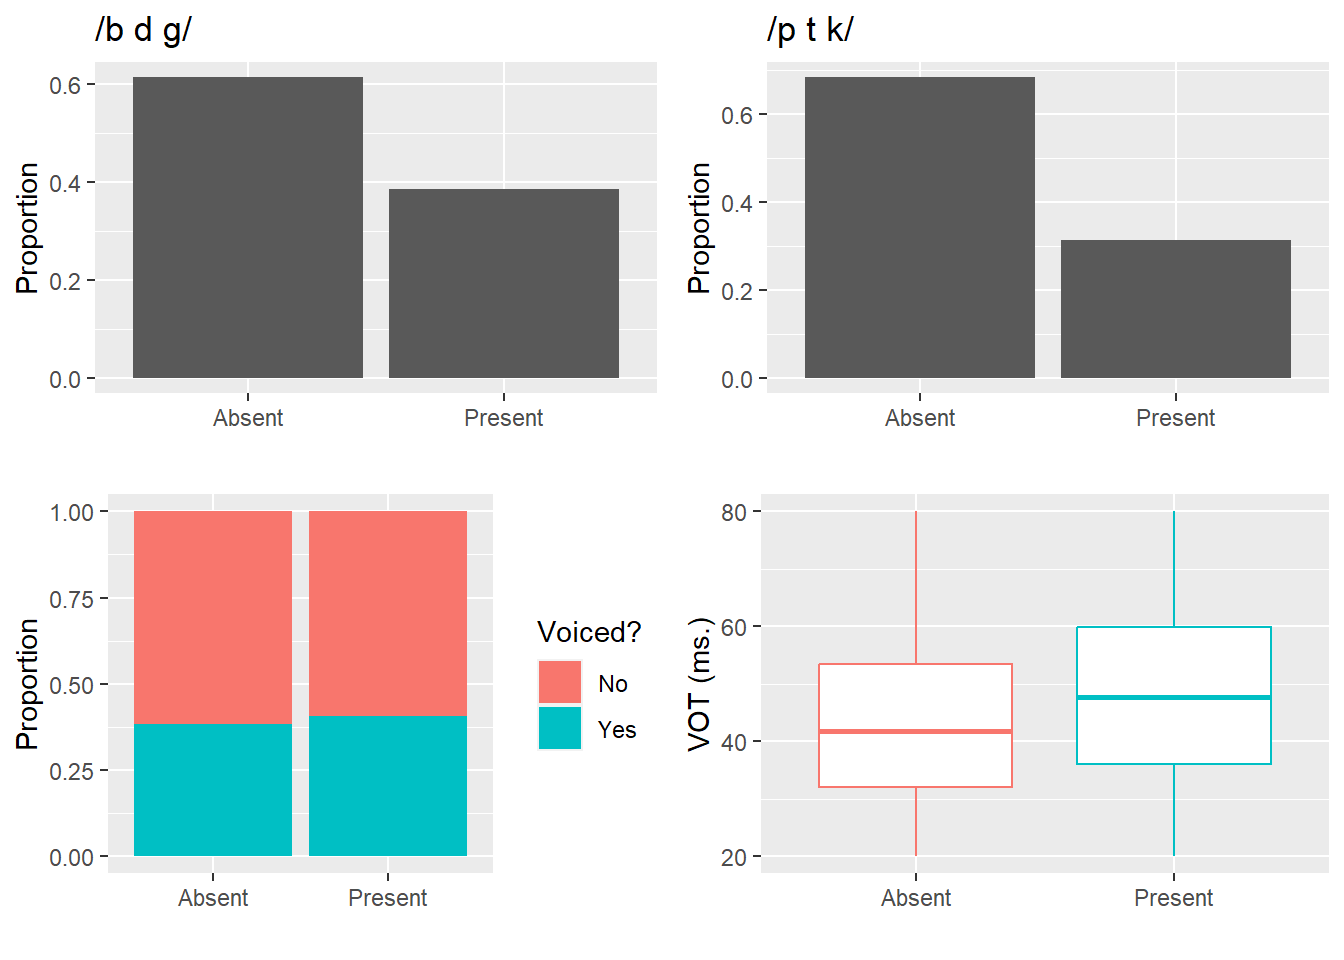 /b d g/
Proportion
0.6
0.4
0.2
0.0
Absent Present
/p t k/
Proportion
0.6
0.4
0.2
0.0
Absent Present
Proportion
1.00
0.75
0.50
0.25
0.00
Absent Present
Voiced?
No
Yes
VOT (ms.)
80
60
40
20
Absent Present